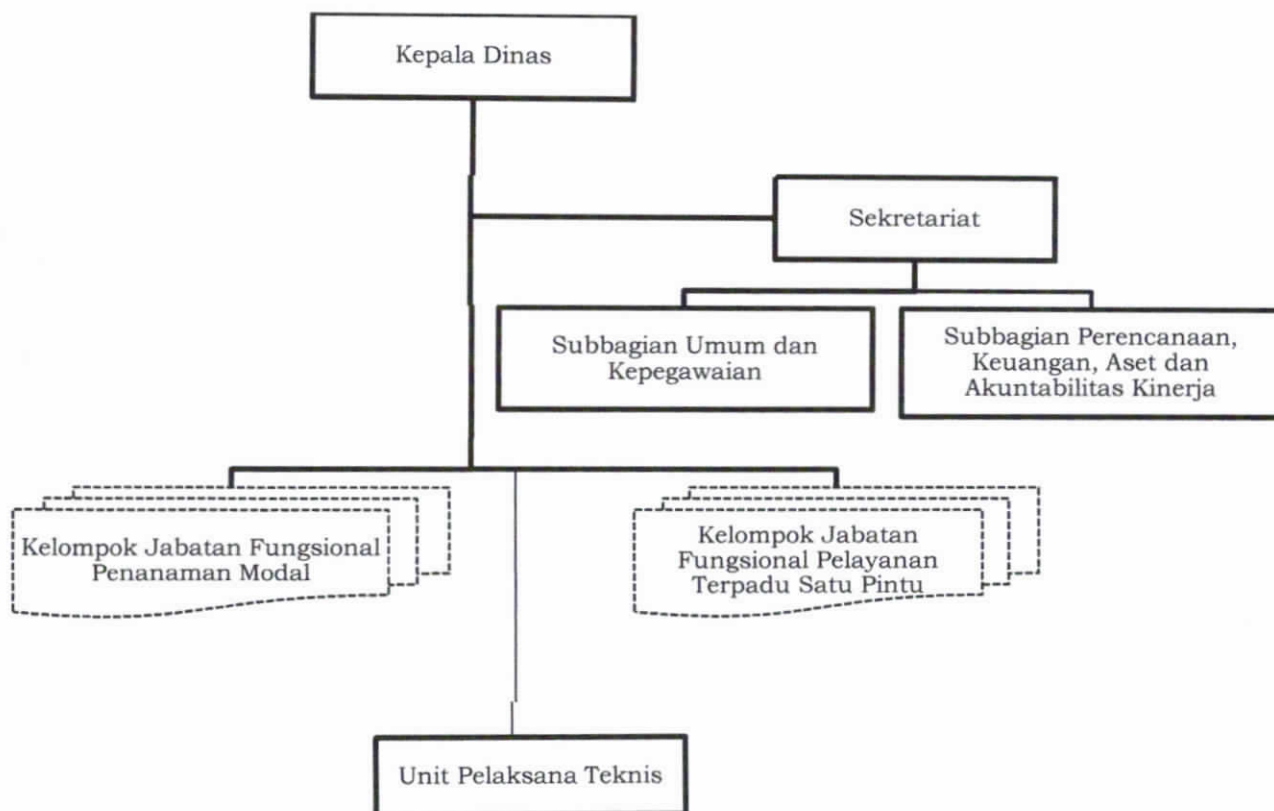 Kepala Dinas
Sekretariat
Subbagian Umum dan
Kepegawaian
Subbagian Perencanaan,
Keuangan, Aset dan
Akuntabilitas Kinerja
Kelompok Jabatan Fungsional
Penanaman Modal
Kelompok Jabatan
Fungsional Pelayanan
Terpadu Satu Pintu
Unit Pelaksana Teknis